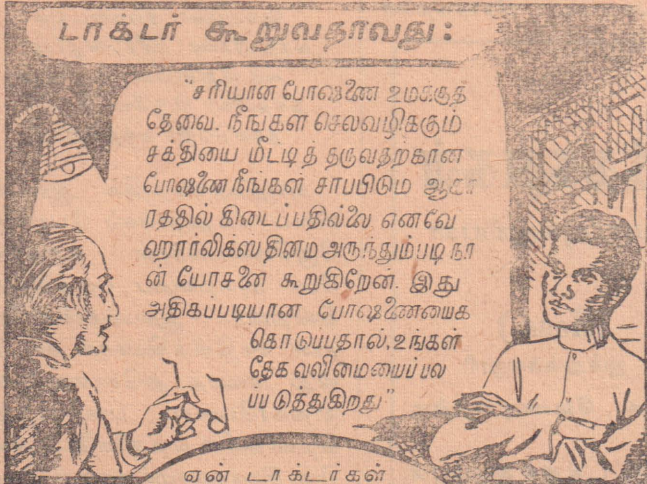 டாக்டர் கூறுவதாவது:
"சரியான போஷணை உமக்குத்
தேவை. நீங்கள் செலவழிக்கும்
சக்தியை மீட்டித் தருவதற்கான
போஷணை நீங்கள் சாப்பிடும் ஆகா
ரத்தில் கிடைப்பதில்லை எனவே
ஹார்லிக்ஸ் தினம் அருந்தும்படி நா
ன் யோசனை கூறுகிறேன். இது
அதிகப்படியான போஷணையைக்
கொடுப்பதால், உங்கள்
தேக வலிமையைப் பல
ப்படுத்துகிறது"
ஏன் டாக்டர்கள்